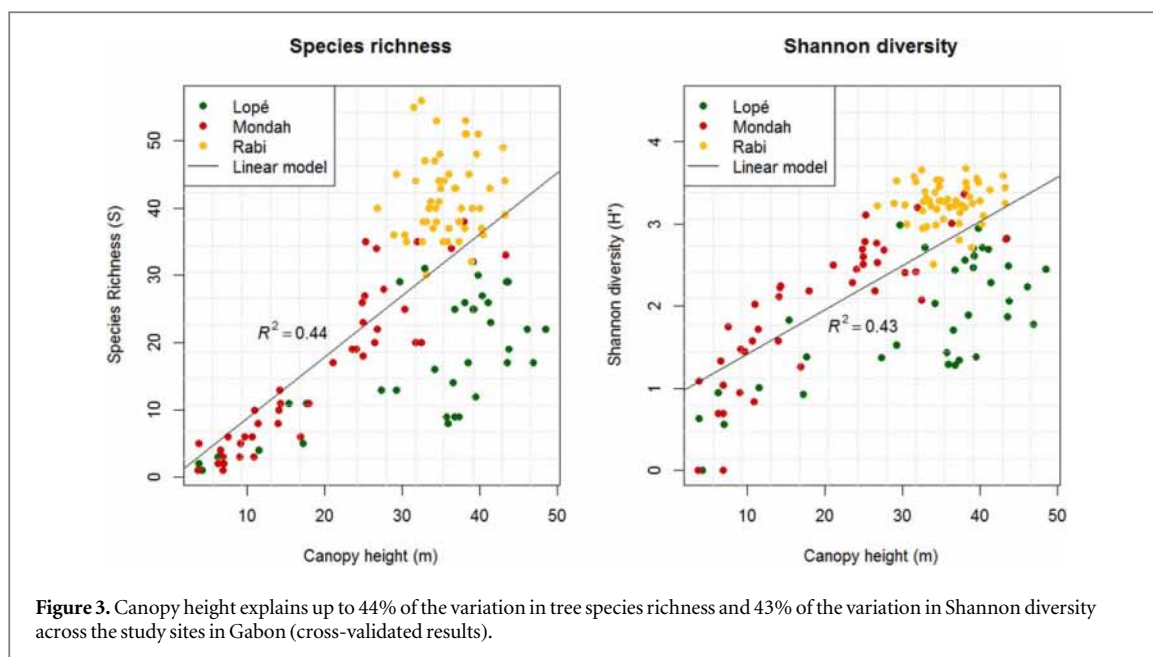 Species richness
Lopé
Mondah
Rabi
Linear model
R² = 0.44
Species Richness (S)
0 10 20 30 40 50
10 20 30 40 50
Canopy height (m)
Shannon diversity
Lopé
Mondah
Rabi
Linear model
R² = 0.43
Shannon diversity (H')
0 1 2 3 4
10 20 30 40 50
Canopy height (m)
Figure 3. Canopy height explains up to 44% of the variation in tree species richness and 43% of the variation in Shannon diversity
across the study sites in Gabon (cross-validated results).